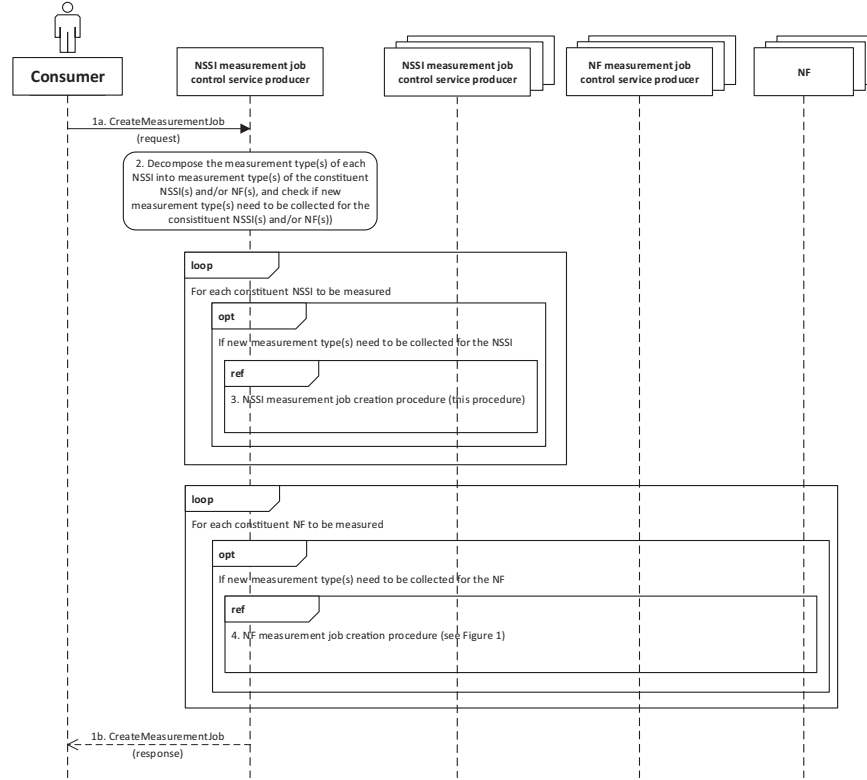 Consumer
NSSI measurement job
control service producer
NSSI measurement job
control service producer
NF measurement job
control service producer
NF
1a. CreateMeasurementJob
(request)
2. Decompose the measurement type(s) of each
NSSI into measurement type(s) of the constituent
NSSI(s) and/or NF(s), and check if new
measurement type(s) need to be collected for the
consistituent NSSI(s) and/or NF(s))
loop
For each constituent NSSI to be measured
opt
If new measurement type(s) need to be collected for the NSSI
ref
3. NSSI measurement job creation procedure (this procedure)
loop
For each constituent NF to be measured
opt
If new measurement type(s) need to be collected for the NF
ref
4. NF measurement job creation procedure (see Figure 1)
1b. CreateMeasurementJob
(response)